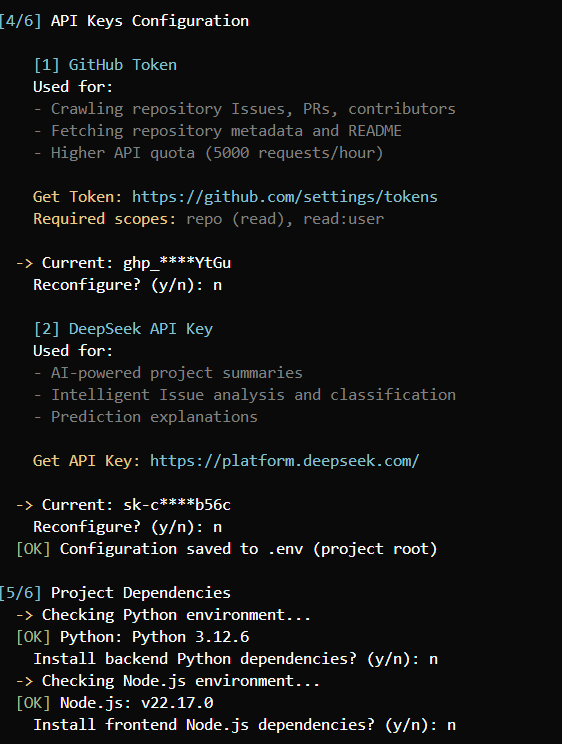 [4/6] API Keys Configuration
[1] GitHub Token
Used for:
- Crawling repository Issues, PRs, contributors
- Fetching repository metadata and README
- Higher API quota (5000 requests/hour)
Get Token: https://github.com/settings/tokens
Required scopes: repo (read), read:user
-> Current: ghp_****YtGu
Reconfigure? (y/n): n
[2] DeepSeek API Key
Used for:
- AI-powered project summaries
- Intelligent Issue analysis and classification
- Prediction explanations
Get API Key: https://platform.deepseek.com/
-> Current: sk-c****b56c
Reconfigure? (y/n): n
[OK] Configuration saved to .env (project root)
[5/6] Project Dependencies
-> Checking Python environment...
[OK] Python: Python 3.12.6
Install backend Python dependencies? (y/n): n
-> Checking Node.js environment...
[OK] Node.js: v22.17.0
Install frontend Node.js dependencies? (y/n): n